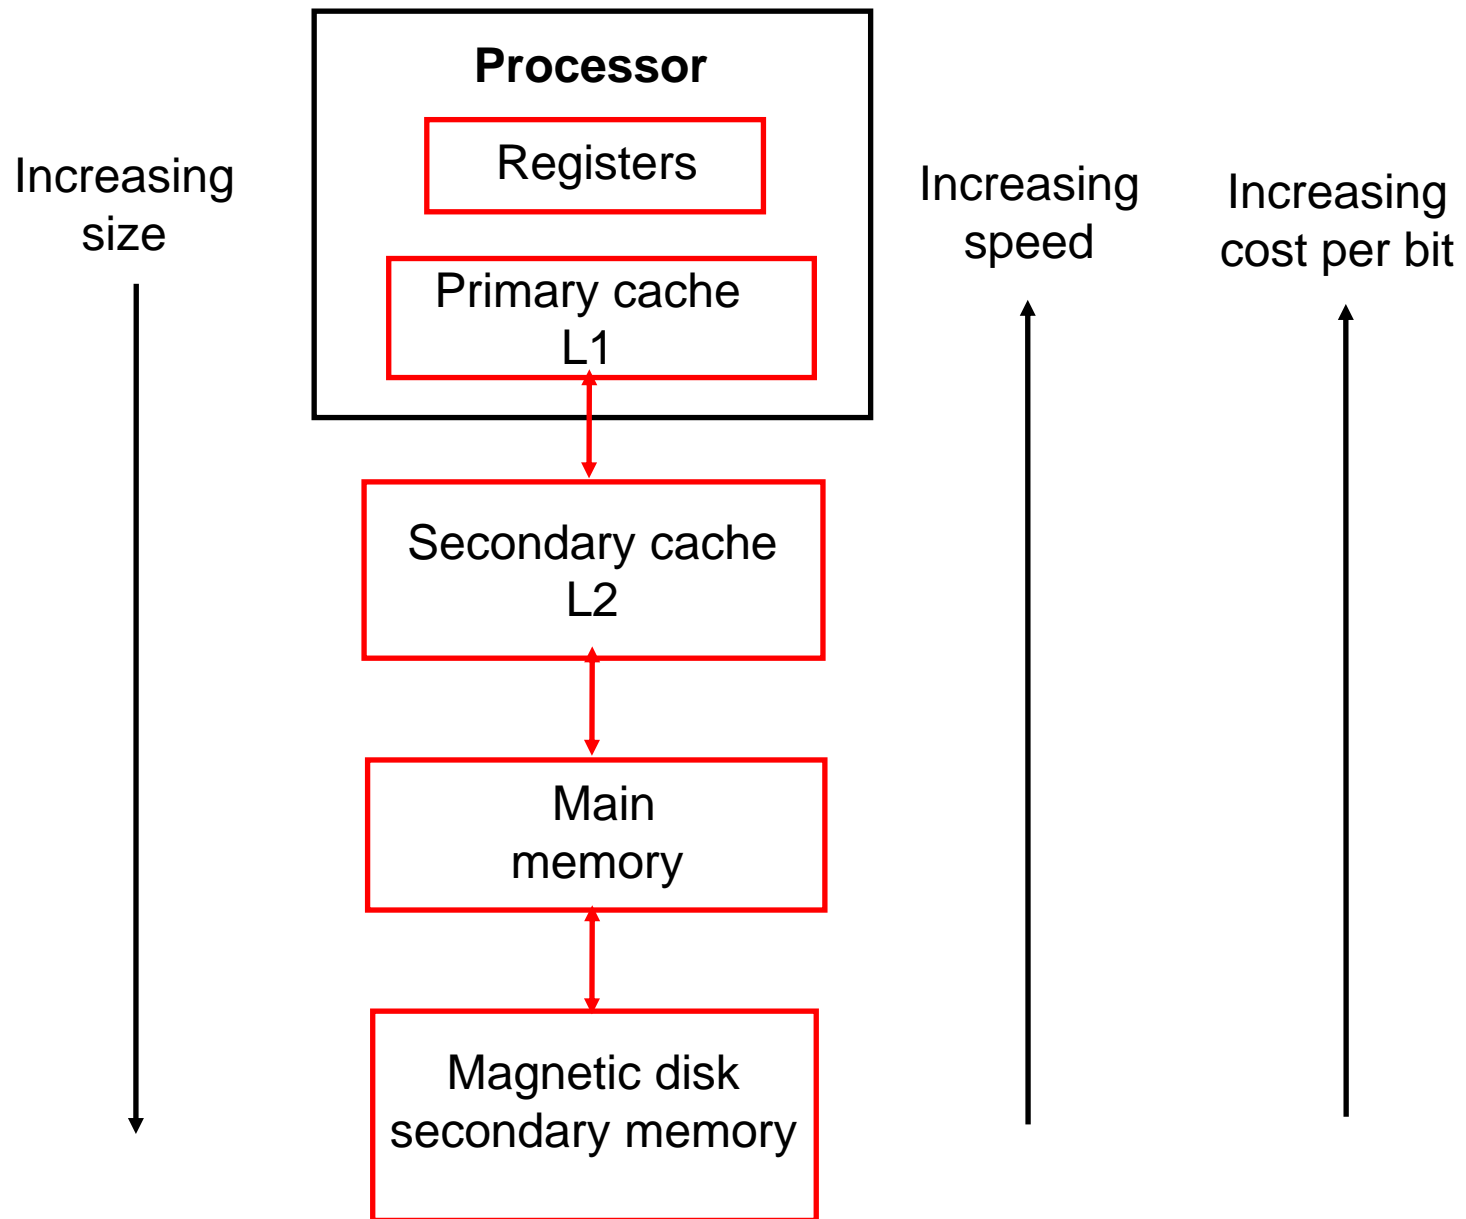 Processor
Registers
Increasing
size
Increasing
speed
Increasing
cost per bit
Primary cache
L1
Secondary cache
L2
Main
memory
Magnetic disk
secondary memory